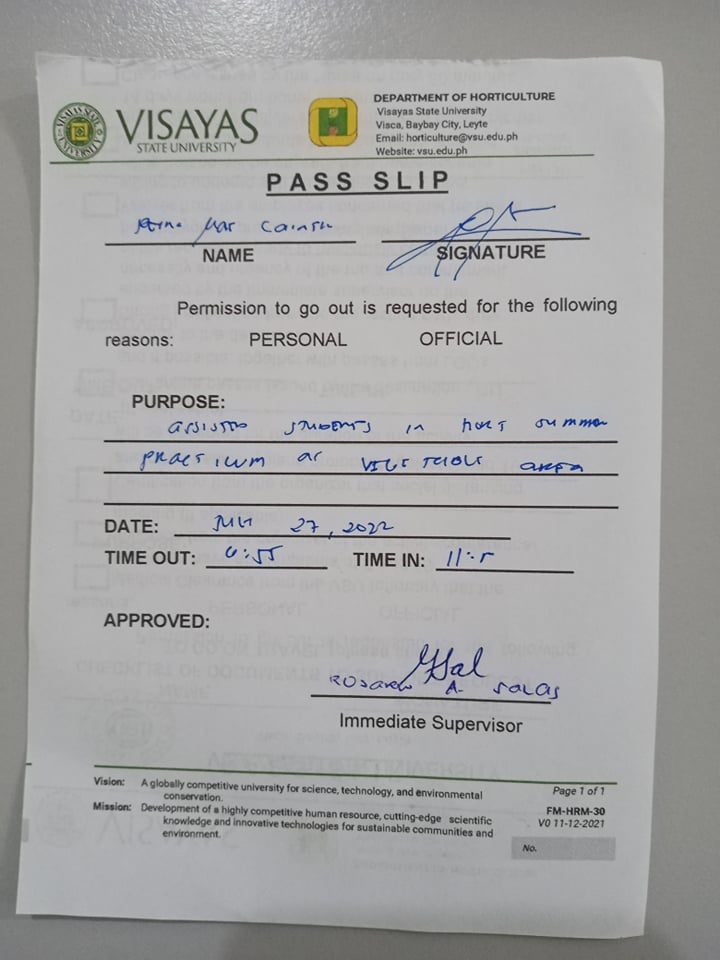 VISAYAS
STATE UNIVERSITY
DEPARTMENT OF HORTICULTURE
Visayas State University
Visca, Baybay City, Leyte
Email: horticulture@vsu.edu.ph
Website: vsu.edu.ph
PASS SLIP
NAME
SIGNATURE
Permission to go out is requested for the following
reasons: PERSONAL OFFICIAL
PURPOSE:
STUDENTS in HORT summer
at VEGETABLE area
DATE: July 27, 2022
TIME OUT: TIME IN:
APPROVED:
ROSARIO A. SALAS
Immediate Supervisor
Vision: A globally competitive university for science, technology, and environmental
conservation.
Mission: Development of a highly competitive human resource, cutting-edge scientific
knowledge and innovative technologies for sustainable communities and
environment.
Page 1 of 1
FM-HRM-30
V0 11-12-2021
No.